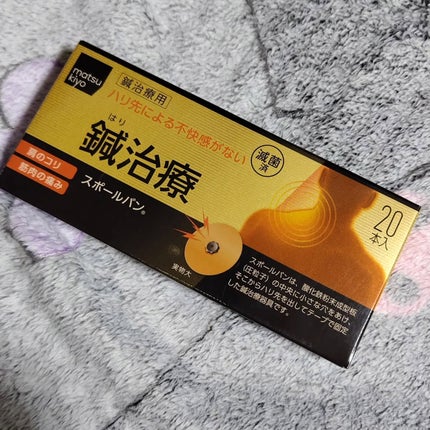 matsu
kiyo
鍼治療用
ハリ先による不快感がない
滅菌
済
はり
鍼治療
肩のコリ
筋肉の痛み
スポールバン®
20
本入
実物大
スポールバンは、酸化鉄粉末成型板
(圧粒子)の中央に小さな穴をあけ、
そこからハリ先を出してテープで固定
した鍼治療器具です。